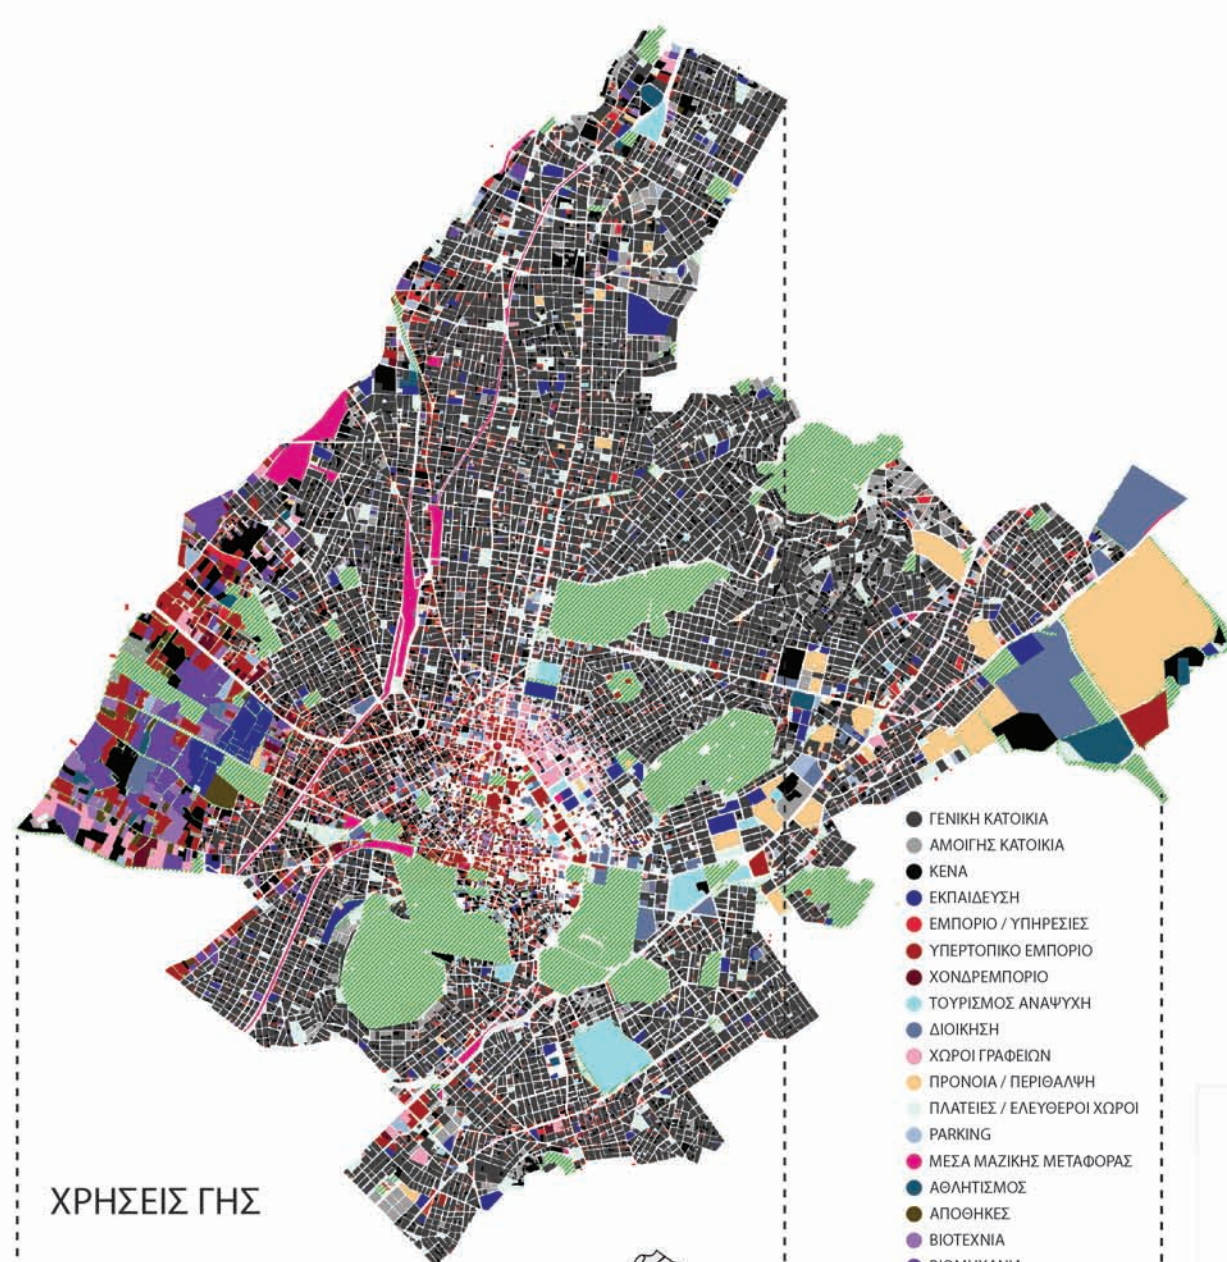 ΓΕΝΙΚΗ ΚΑΤΟΙΚΙΑ
ΑΜΟΙΓΗΣ ΚΑΤΟΙΚΙΑ
ΚΕΝΑ
ΕΚΠΑΙΔΕΥΣΗ
ΕΜΠΟΡΙΟ / ΥΠΗΡΕΣΙΕΣ
ΥΠΕΡΤΟΠΙΚΟ ΕΜΠΟΡΙΟ
ΧΟΝΔΡΕΜΠΟΡΙΟ
ΤΟΥΡΙΣΜΟΣ ΑΝΑΨΥΧΗ
ΔΙΟΙΚΗΣΗ
ΧΩΡΟΙ ΓΡΑΦΕΙΩΝ
ΠΡΟΝΟΙΑ / ΠΕΡΙΘΑΛΨΗ
ΠΛΑΤΕΙΕΣ / ΕΛΕΥΘΕΡΟΙ ΧΩΡΟΙ
PARKING
ΜΕΣΑ ΜΑΖΙΚΗΣ ΜΕΤΑΦΟΡΑΣ
ΑΘΛΗΤΙΣΜΟΣ
ΑΠΟΘΗΚΕΣ
ΒΙΟΤΕΧΝΙΑ
ΧΡΗΣΕΙΣ ΓΗΣ